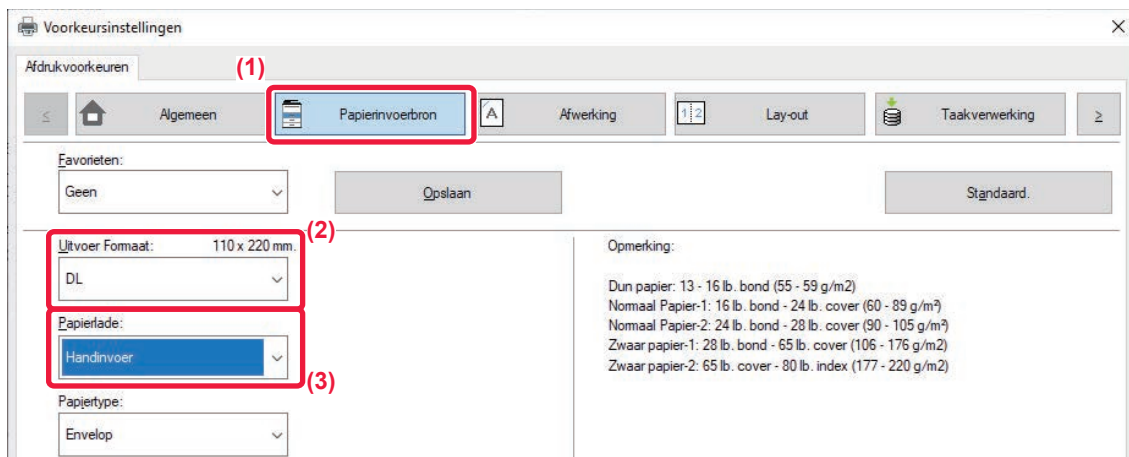 Voorkeursinstellingen
Afdrukvoorkeuren
(1)
< Algemeen Papierinvoerbron A Afwerking 1 2 Lay-out Taakverwerking >
Favorieten:
Geen Opslaan Standaard.
(2)
Uitvoer Formaat: 110 x 220 mm. Opmerking:
DL
Dun papier: 13 - 16 lb. bond (55 - 59 g/m2)
Normaal Papier-1: 16 lb. bond - 24 lb. cover (60 - 89 g/m²)
Normaal Papier-2: 24 lb. bond - 28 lb. cover (90 - 105 g/m²)
Zwaar papier-1: 28 lb. bond - 65 lb. cover (106 - 176 g/m2)
Zwaar papier-2: 65 lb. cover - 80 lb. index (177 - 220 g/m2)
Papierlade:
Handinvoer
(3)
Papiertype:
Envelop